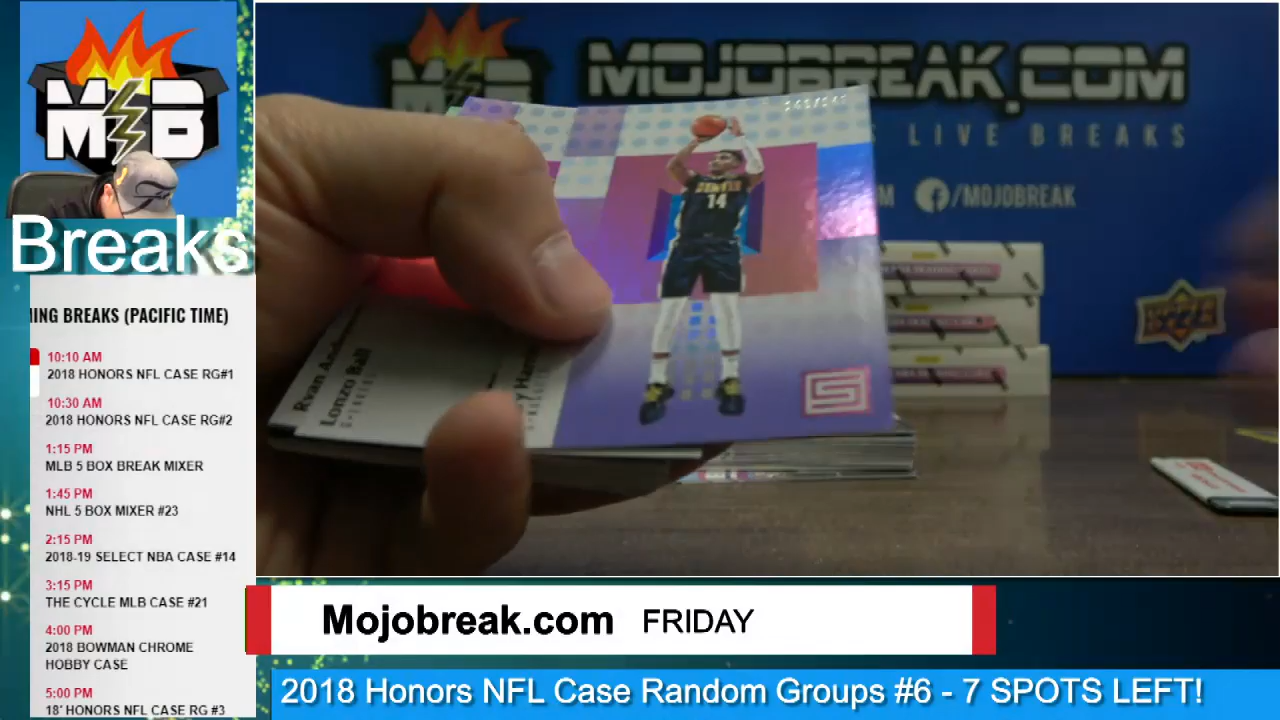 M B
Breaks
ING BREAKS (PACIFIC TIME)
10:10 AM
2018 HONORS NFL CASE RG#1
10:30 AM
2018 HONORS NFL CASE RG#2
1:15 PM
MLB 5 BOX BREAK MIXER
1:45 PM
NHL 5 BOX MIXER #23
2:15 PM
2018-19 SELECT NBA CASE #14
3:15 PM
THE CYCLE MLB CASE #21
4:00 PM
2018 BOWMAN CHROME
HOBBY CASE
5:00 PM
18' HONORS NFL CASE RG #3
MOJOBREAK.COM
LIVE BREAKS
/MOJOBREAK
DENVER
14
Ryan
Lonzo Ball
Mojobreak.com FRIDAY
2018 Honors NFL Case Random Groups #6 - 7 SPOTS LEFT!